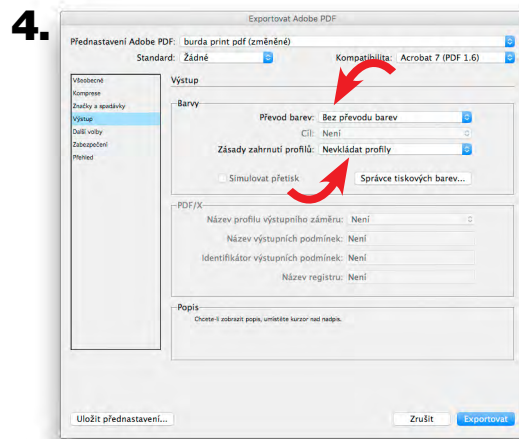 4.
Exportovat Adobe PDF
Přednastavení Adobe PDF: burda print pdf (změněné)
Standard: Žádné Kompatibilita: Acrobat 7 (PDF 1.6)
Všeobecné
Komprese
Značky a spadávky
Výstup
Další volby
Zabezpečení
Přehled
Výstup
Barvy
Převod barev: Bez převodu barev
Cíl: Není
Zásady zahrnutí profilů: Nevkládat profily
Simulovat přetisk Správce tiskových barev...
PDF/X
Název profilu výstupního záměru: Není
Název výstupních podmínek: Není
Identifikátor výstupních podmínek: Není
Název registru: Není
Popis
Chcete-li zobrazit popis, umístěte kurzor nad nadpis.
Uložit přednastavení... Zrušit Exportovat